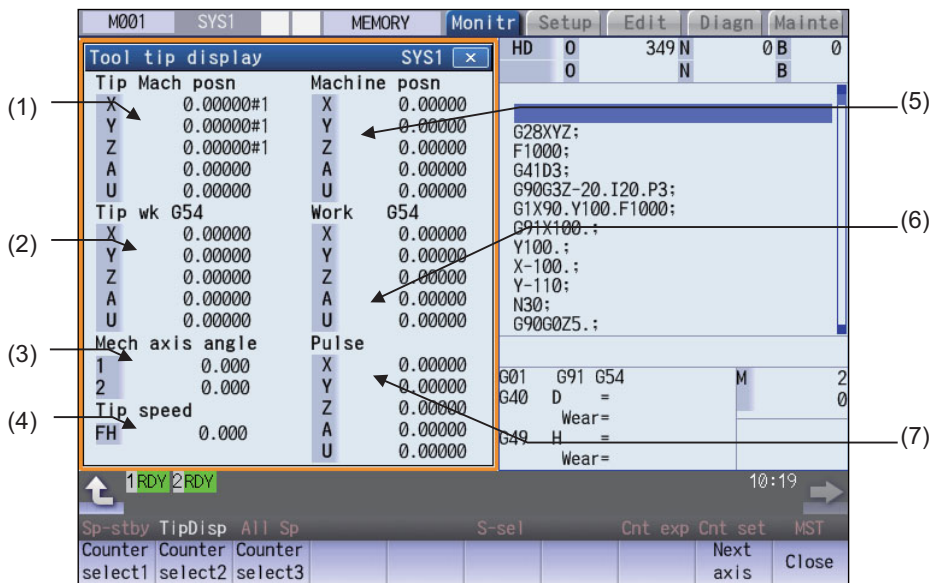 M001 SYS1 MEMORY Monitr Setup Edit Diagn Mainte
Tool tip display SYS1 ×
Tip Mach posn
X 0.00000#1
Y 0.00000#1
Z 0.00000#1
A 0.00000
U 0.00000
Tip wk G54
X 0.00000
Y 0.00000
Z 0.00000
A 0.00000
U 0.00000
Mech axis angle
1 0.000
2 0.000
Tip speed
FH 0.000
Machine posn
X 0.00000
Y 0.00000
Z 0.00000
A 0.00000
U 0.00000
Work G54
X 0.00000
Y 0.00000
Z 0.00000
A 0.00000
U 0.00000
Pulse
X 0.00000
Y 0.00000
Z 0.00000
A 0.00000
U 0.00000
HD O 349 N 0 B 0
O N B
G28XYZ;
F1000;
G41D3;
G90G3Z-20.I20.P3;
G1X90.Y100.F1000;
G91X100.;
Y100.;
X-100.;
Y-110;
N30;
G90G0Z5.;
G01 G91 G54 M 2
G40 D = 0
Wear=
G49 H =
Wear=
(1)
(2)
(3)
(4)
(5)
(6)
(7)
1RDY 2RDY 10:19
Sp-stby TipDisp All Sp S-sel Cnt exp Cnt set MST
Counter select1
Counter select2
Counter select3
Next axis
Close